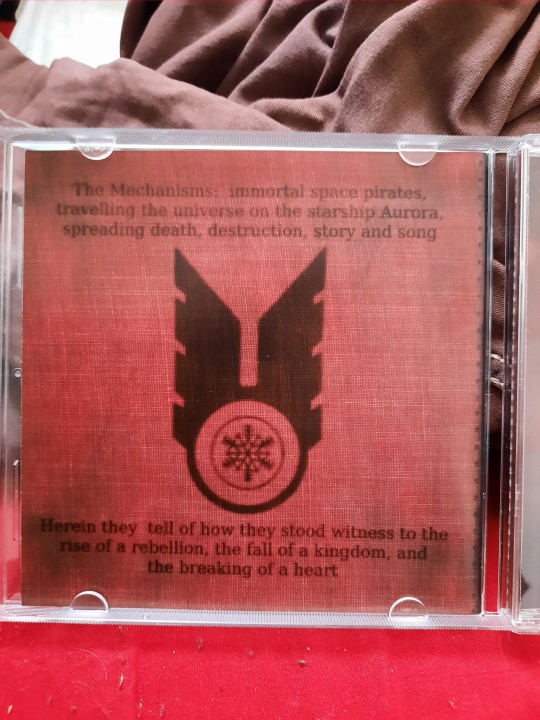 The Mechanisms:  immortal space pirates,
travelling the universe on the starship Aurora,
spreading death, destruction, story and song
Herein they  tell of how they stood witness to the
rise of a rebellion, the fall of a kingdom, and
the breaking of a heart